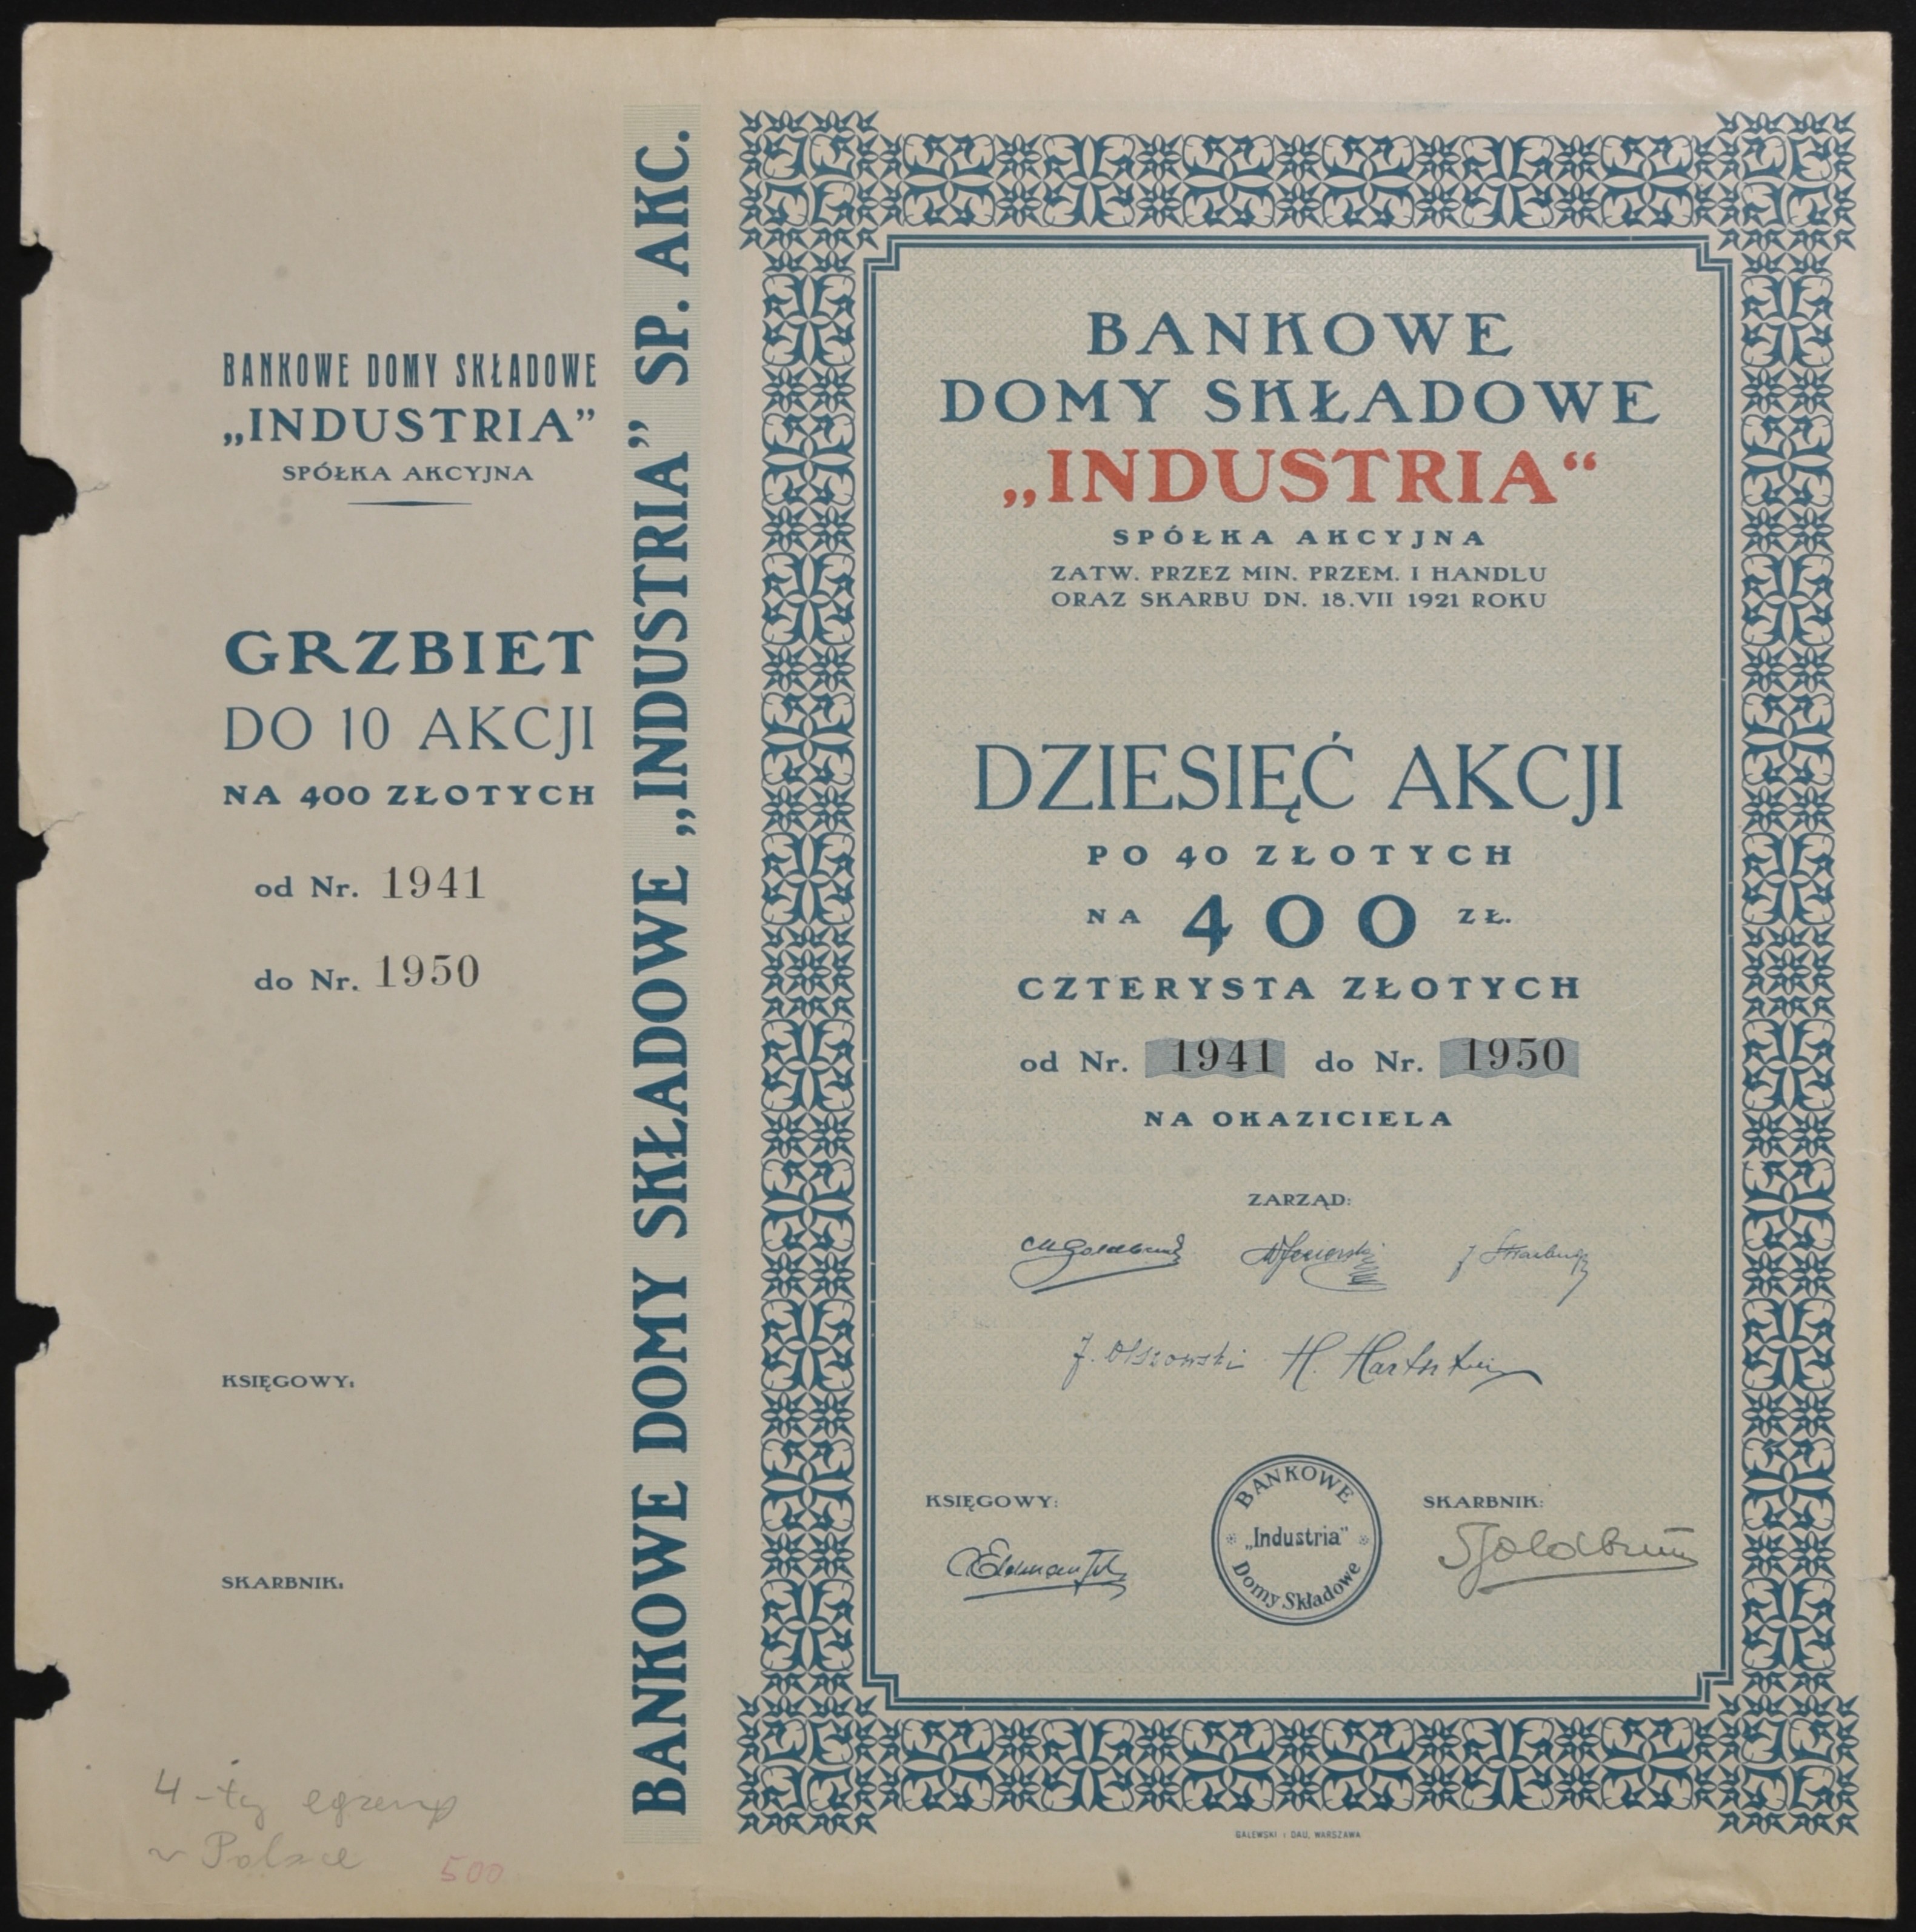 BANKOWE DOMY SKŁADOWE
„INDUSTRIA”
SPÓŁKA AKCYJNA
GRZBIET
DO 10 AKCJI
NA 400 ZŁOTYCH
od Nr. 1941
do Nr. 1950
KSIĘGOWY:
SKARBNIK:
4-ty egzemp
w Polsce 500
BANKOWE DOMY SKŁADOWE „INDUSTRIA” SP. AKC.
BANKOWE
DOMY SKŁADOWE
„INDUSTRIA“
SPÓŁKA AKCYJNA
ZATW. PRZEZ MIN. PRZEM. I HANDLU
ORAZ SKARBU DN. 18.VII 1921 ROKU
DZIESIĘĆ AKCJI
PO 40 ZŁOTYCH
NA 400 ZŁ.
CZTERYSTA ZŁOTYCH
od Nr. 1941 do Nr. 1950
NA OKAZICIELA
ZARZĄD:
J. Olszowski H.
KSIĘGOWY:
SKARBNIK:
BANKOWE
„Industria”
Domy Składowe
GALEWSKI i DAU, WARSZAWA